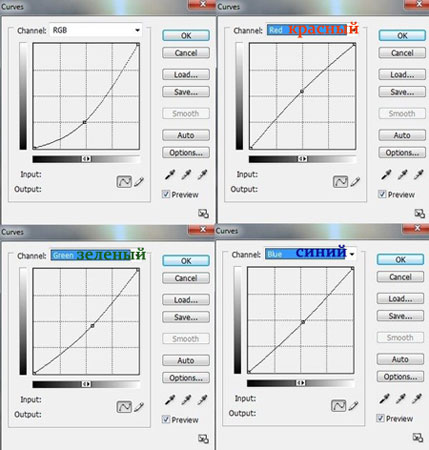 Curves
Channel: RGB
OK
Cancel
Load...
Save...
Smooth
Auto
Options...
Input:
Output:
Preview
Curves
Channel: Red красный
OK
Cancel
Load...
Save...
Smooth
Auto
Options...
Input:
Output:
Preview
Curves
Channel: Green зеленый
OK
Cancel
Load...
Save...
Smooth
Auto
Options...
Input:
Output:
Preview
Curves
Channel: Blue синий
OK
Cancel
Load...
Save...
Smooth
Auto
Options...
Input:
Output:
Preview